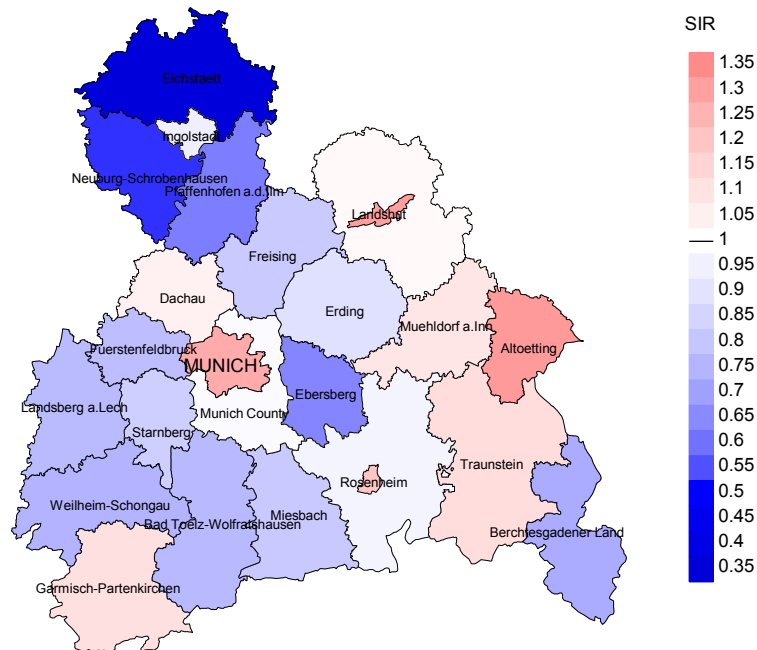 SIR
1.35
1.3
1.25
1.2
1.15
1.1
1.05
1
0.95
0.9
0.85
0.8
0.75
0.7
0.65
0.6
0.55
0.5
0.45
0.4
0.35
Eichstaett
Ingolstadt
Neuburg-Schrobenhausen
Pfaffenhofen a.d.Ilm
Landshut
Freising
Dachau
Erding
Muehldorf a.Inn
Altoetting
Fuerstenfeldbruck
MUNICH
Ebersberg
Landsberg a.Lech
Munich County
Starnberg
Traunstein
Rosenheim
Weilheim-Schongau
Miesbach
Bad Toelz-Wolfratshausen
Berchtesgadener Land
Garmisch-Partenkirchen